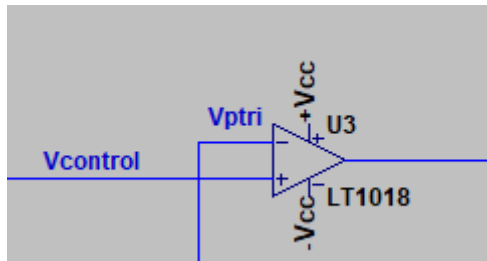 +Vcc
Vptri
U3
Vcontrol
LT1018
-Vcc